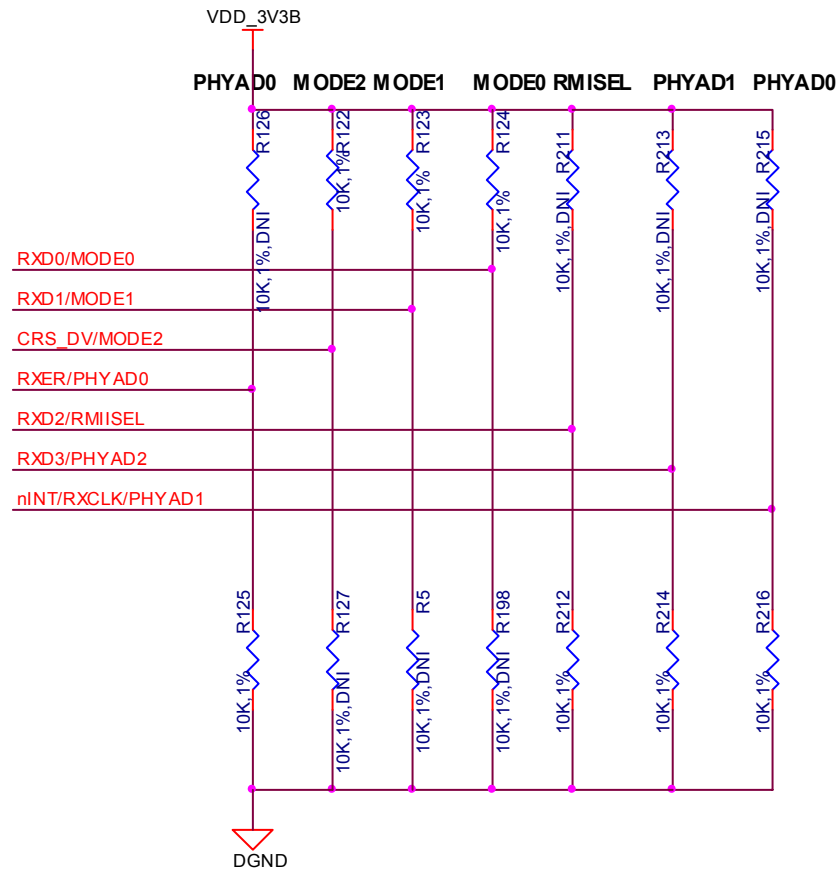 VDD_3V3B
PHYAD0 MODE2 MODE1 MODE0 RMISEL PHYAD1 PHYAD0
R126
10K,1%,DNI
R122
10K,1%
R123
10K,1%
R124
10K,1%
R211
10K,1%,DNI
R213
10K,1%,DNI
R215
10K,1%,DNI
RXD0/MODE0
RXD1/MODE1
CRS_DV/MODE2
RXER/PHYAD0
RXD2/RMIISEL
RXD3/PHYAD2
nINT/RXCLK/PHYAD1
R125
10K,1%
R127
10K,1%,DNI
R5
10K,1%,DNI
R198
10K,1%,DNI
R212
10K,1%
R214
10K,1%
R216
10K,1%
DGND